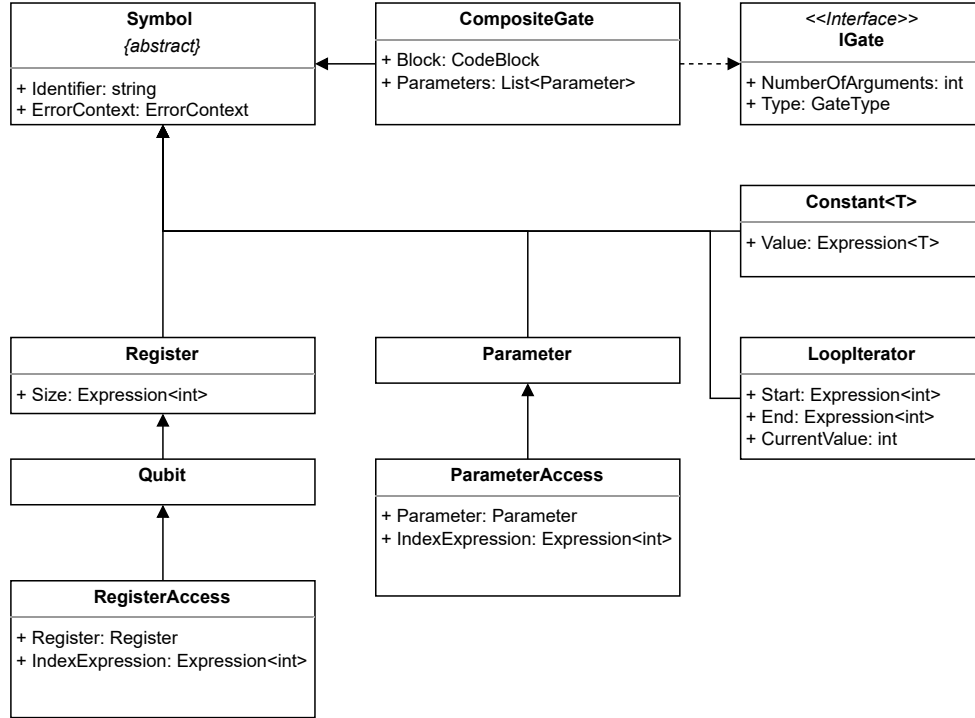 Symbol
{abstract}
+ Identifier: string
+ ErrorContext: ErrorContext
CompositeGate
+ Block: CodeBlock
+ Parameters: List<Parameter>
<<Interface>>
IGate
+ NumberOfArguments: int
+ Type: GateType
Constant<T>
+ Value: Expression<T>
Register
+ Size: Expression<int>
Parameter
LoopIterator
+ Start: Expression<int>
+ End: Expression<int>
+ CurrentValue: int
Qubit
ParameterAccess
+ Parameter: Parameter
+ IndexExpression: Expression<int>
RegisterAccess
+ Register: Register
+ IndexExpression: Expression<int>